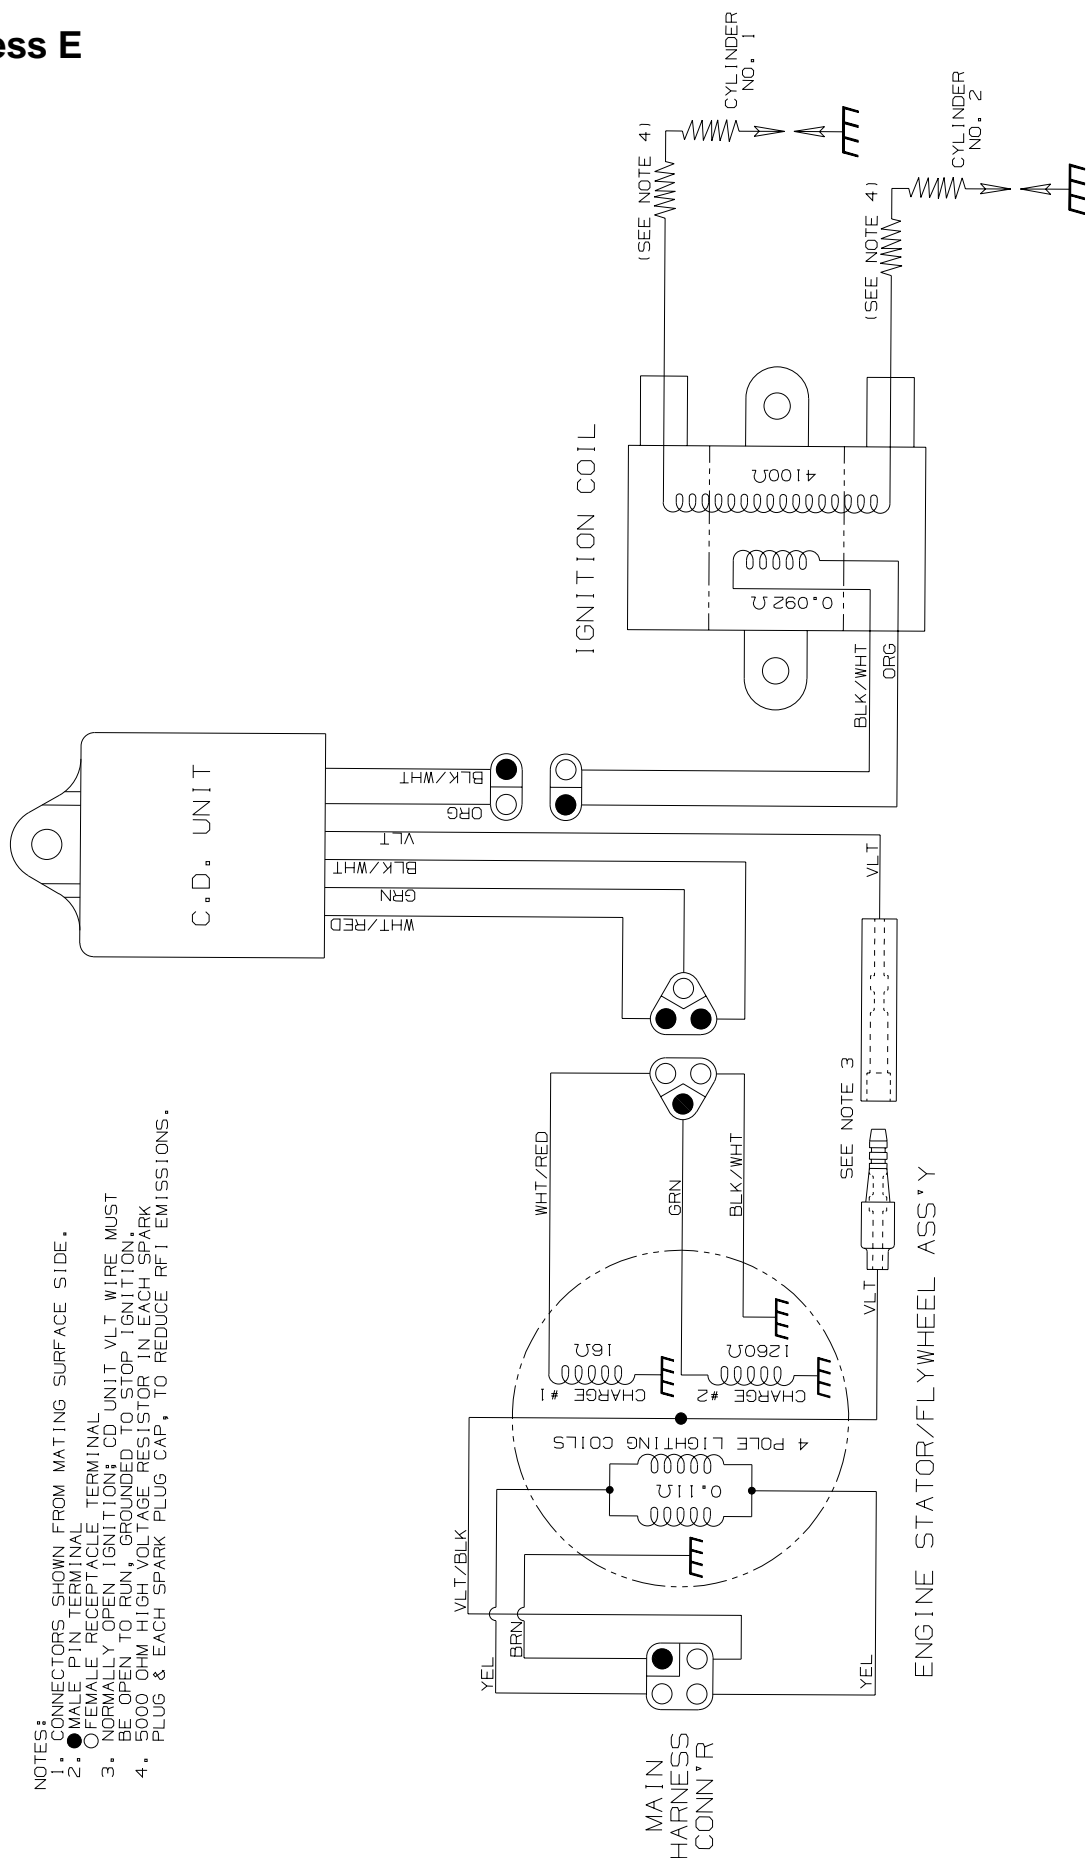 ess E
NOTES:
1. CONNECTORS SHOWN FROM MATING SURFACE SIDE.
2. ●MALE PIN TERMINAL
○FEMALE RECEPTACLE TERMINAL
3. NORMALLY OPEN IGNITION; CD UNIT VLT WIRE MUST
BE OPEN TO RUN, GROUNDED TO STOP IGNITION.
4. 5000 OHM HIGH VOLTAGE RESISTOR IN EACH SPARK
PLUG & EACH SPARK PLUG CAP, TO REDUCE RFI EMISSIONS.
C.D. UNIT
BLK/WHT
ORG
VLT
BLK/WHT
GRN
WHT/RED
IGNITION COIL
4100Ω
0.092Ω
BLK/WHT
ORG
(SEE NOTE 4)
CYLINDER
NO. 1
(SEE NOTE 4)
CYLINDER
NO. 2
VLT
SEE NOTE 3
VLT
WHT/RED
GRN
BLK/WHT
16Ω
CHARGE #1
1260Ω
CHARGE #2
4 POLE LIGHTING COILS
0.11Ω
VLT/BLK
BRN
YEL
YEL
ENGINE STATOR/FLYWHEEL ASS'Y
MAIN
HARNESS
CONN'R